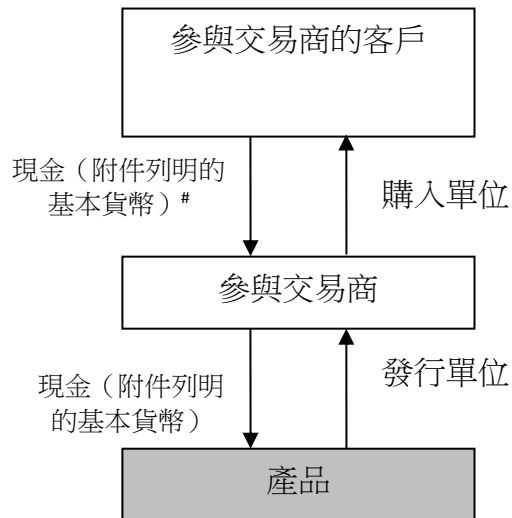 參與交易商的客戶
現金（附件列明的
基本貨幣）#
購入單位
參與交易商
現金（附件列明
的基本貨幣）
發行單位
產品